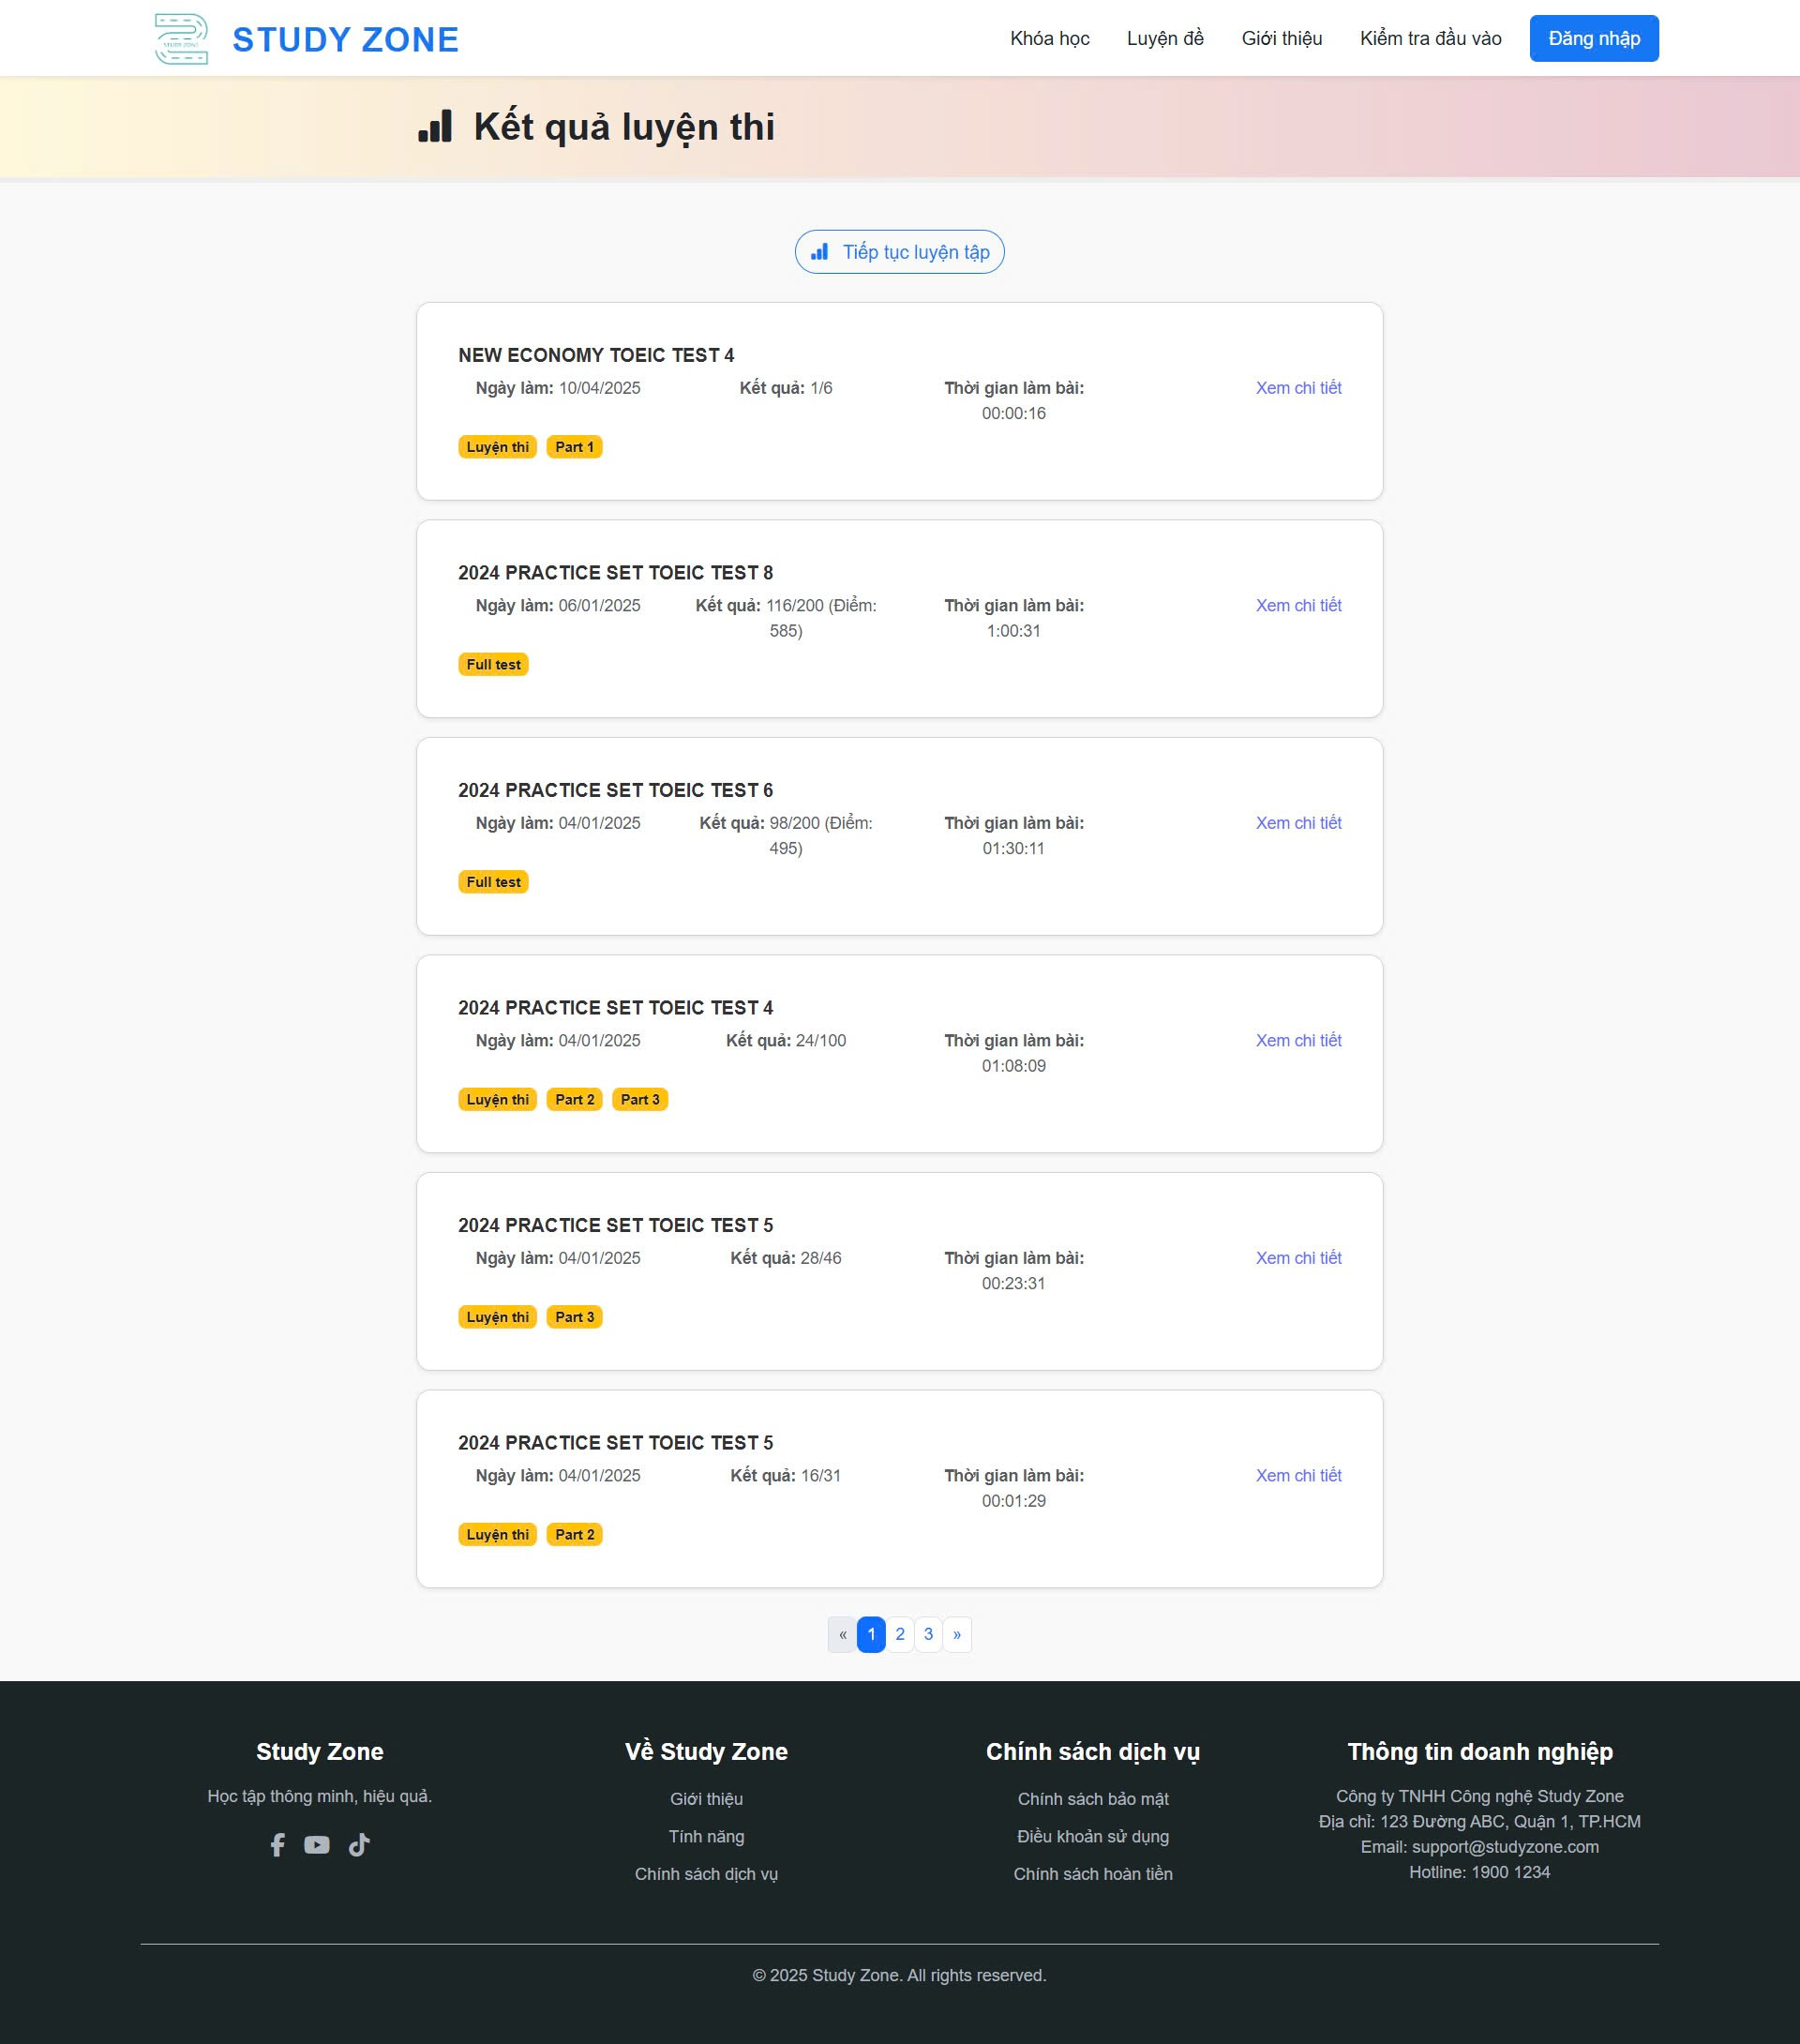 STUDY ZONE
STUDY ZONE
Khóa học
Luyện đề
Giới thiệu
Kiểm tra đầu vào
Đăng nhập
Kết quả luyện thi
Tiếp tục luyện tập
NEW ECONOMY TOEIC TEST 4
Ngày làm: 10/04/2025
Kết quả: 1/6
Thời gian làm bài:
00:00:16
Xem chi tiết
Luyện thi
Part 1
2024 PRACTICE SET TOEIC TEST 8
Ngày làm: 06/01/2025
Kết quả: 116/200 (Điểm:
585)
Thời gian làm bài:
1:00:31
Xem chi tiết
Full test
2024 PRACTICE SET TOEIC TEST 6
Ngày làm: 04/01/2025
Kết quả: 98/200 (Điểm:
495)
Thời gian làm bài:
01:30:11
Xem chi tiết
Full test
2024 PRACTICE SET TOEIC TEST 4
Ngày làm: 04/01/2025
Kết quả: 24/100
Thời gian làm bài:
01:08:09
Xem chi tiết
Luyện thi
Part 2
Part 3
2024 PRACTICE SET TOEIC TEST 5
Ngày làm: 04/01/2025
Kết quả: 28/46
Thời gian làm bài:
00:23:31
Xem chi tiết
Luyện thi
Part 3
2024 PRACTICE SET TOEIC TEST 5
Ngày làm: 04/01/2025
Kết quả: 16/31
Thời gian làm bài:
00:01:29
Xem chi tiết
Luyện thi
Part 2
« 1 2 3 »
Study Zone
Học tập thông minh, hiệu quả.
Về Study Zone
Giới thiệu
Tính năng
Chính sách dịch vụ
Chính sách dịch vụ
Chính sách bảo mật
Điều khoản sử dụng
Chính sách hoàn tiền
Thông tin doanh nghiệp
Công ty TNHH Công nghệ Study Zone
Địa chỉ: 123 Đường ABC, Quận 1, TP.HCM
Email: support@studyzone.com
Hotline: 1900 1234
© 2025 Study Zone. All rights reserved.